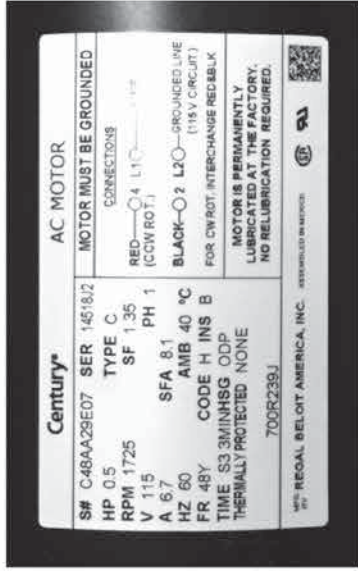 Century® AC MOTOR
S# C48AA29E07 SER 14518J2
HP 0.5 TYPE C
RPM 1725 SF 1.35
V 115 PH 1
A 6.7 SFA 8.1
HZ 60 AMB 40 °C
FR 48Y CODE H INS B
TIME S3 3MINHSG ODP
THERMALLY PROTECTED NONE
700R239J
MOTOR MUST BE GROUNDED
CONNECTIONS
RED 4 L1
(CCW ROT.)
BLACK 2 L2 GROUNDED LINE
(115 V CIRCUIT)
FOR CW ROT. INTERCHANGE RED&BLK
MOTOR IS PERMANENTLY
LUBRICATED AT THE FACTORY.
NO RELUBRICATION REQUIRED.
MFG. BY REGAL BELOIT AMERICA, INC. ASSEMBLED IN MEXICO